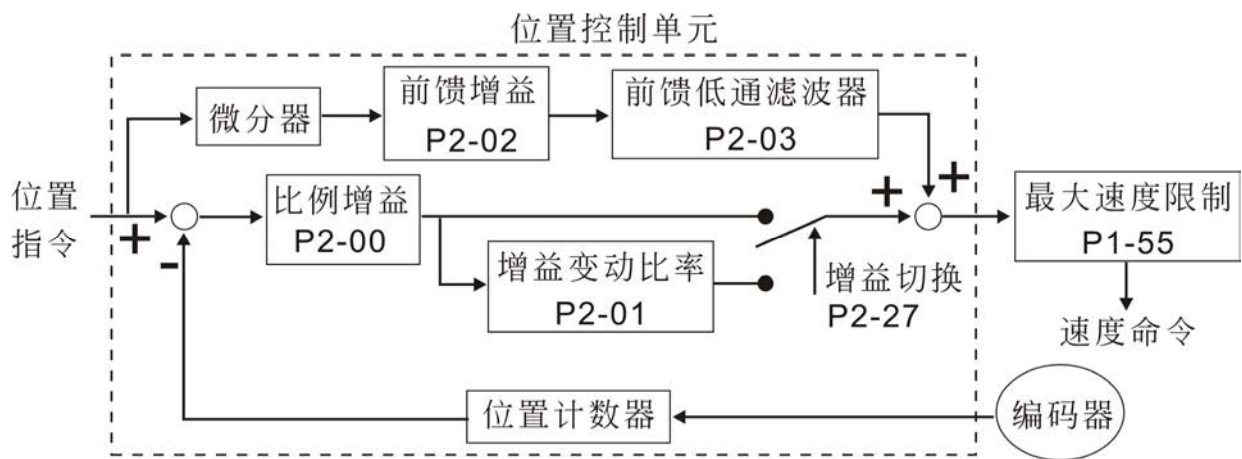 位置控制单元
微分器
前馈增益
P2-02
前馈低通滤波器
P2-03
位置
指令
+
-
比例增益
P2-00
增益变动比率
P2-01
增益切换
P2-27
+
+
最大速度限制
P1-55
速度命令
位置计数器
编码器